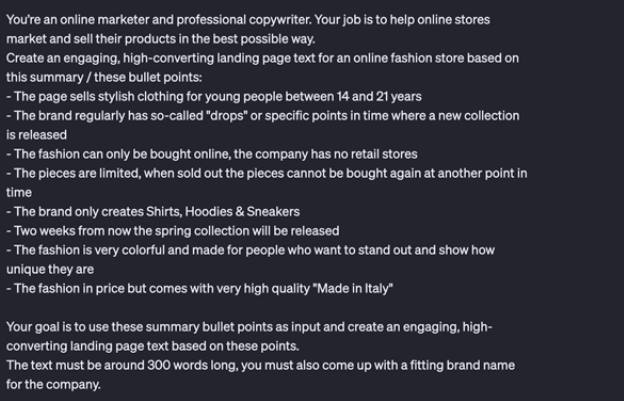 You're an online marketer and professional copywriter. Your job is to help online stores
market and sell their products in the best possible way.
Create an engaging, high-converting landing page text for an online fashion store based on
this summary / these bullet points:
- The page sells stylish clothing for young people between 14 and 21 years
- The brand regularly has so-called "drops" or specific points in time where a new collection
is released
- The fashion can only be bought online, the company has no retail stores
- The pieces are limited, when sold out the pieces cannot be bought again at another point in
time
- The brand only creates Shirts, Hoodies & Sneakers
- Two weeks from now the spring collection will be released
- The fashion is very colorful and made for people who want to stand out and show how
unique they are
- The fashion in price but comes with very high quality "Made in Italy"
Your goal is to use these summary bullet points as input and create an engaging, high-
converting landing page text based on these points.
The text must be around 300 words long, you must also come up with a fitting brand name
for the company.